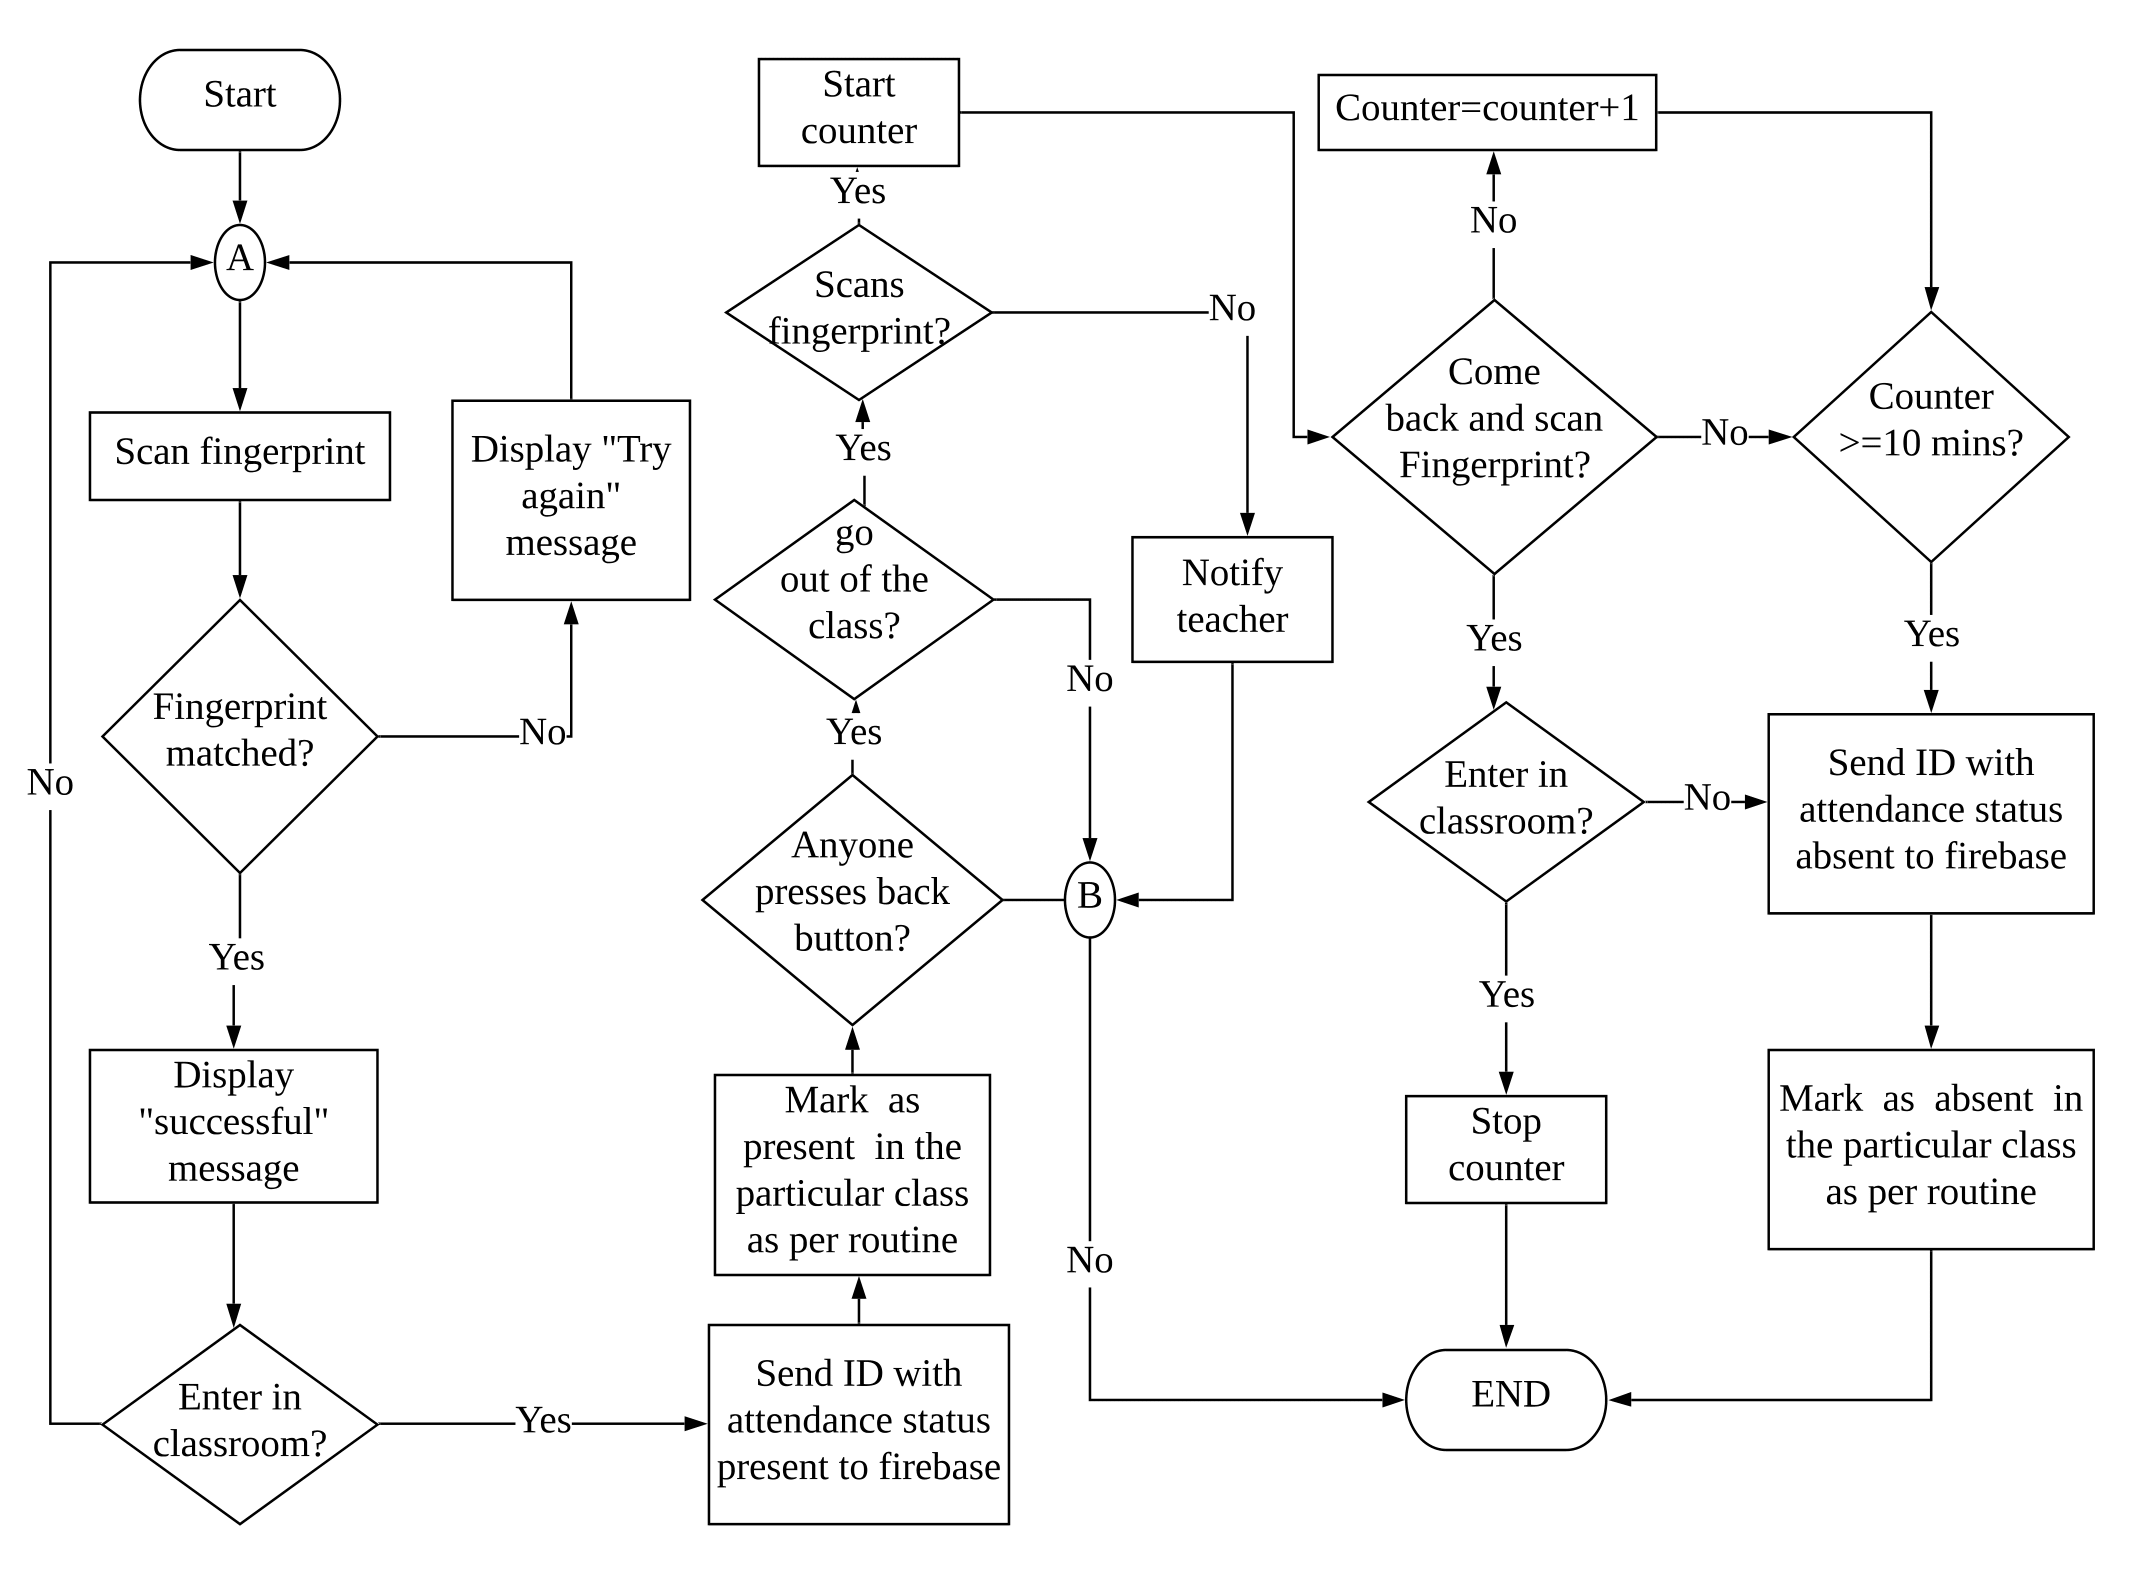 Start
A
Scan fingerprint
Display "Try
again"
message
Fingerprint
matched?
No
No
Yes
Display
"successful"
message
Enter in
classroom?
Yes
Send ID with
attendance status
present to firebase
Mark as
present in the
particular class
as per routine
Anyone
presses back
button?
Yes
go
out of the
class?
Yes
No
Scans
fingerprint?
Yes
No
Start
counter
Notify
teacher
B
No
Counter=counter+1
No
Come
back and scan
Fingerprint?
No
Counter
>=10 mins?
Yes
Yes
Enter in
classroom?
No
Send ID with
attendance status
absent to firebase
Yes
Stop
counter
Mark as absent in
the particular class
as per routine
END